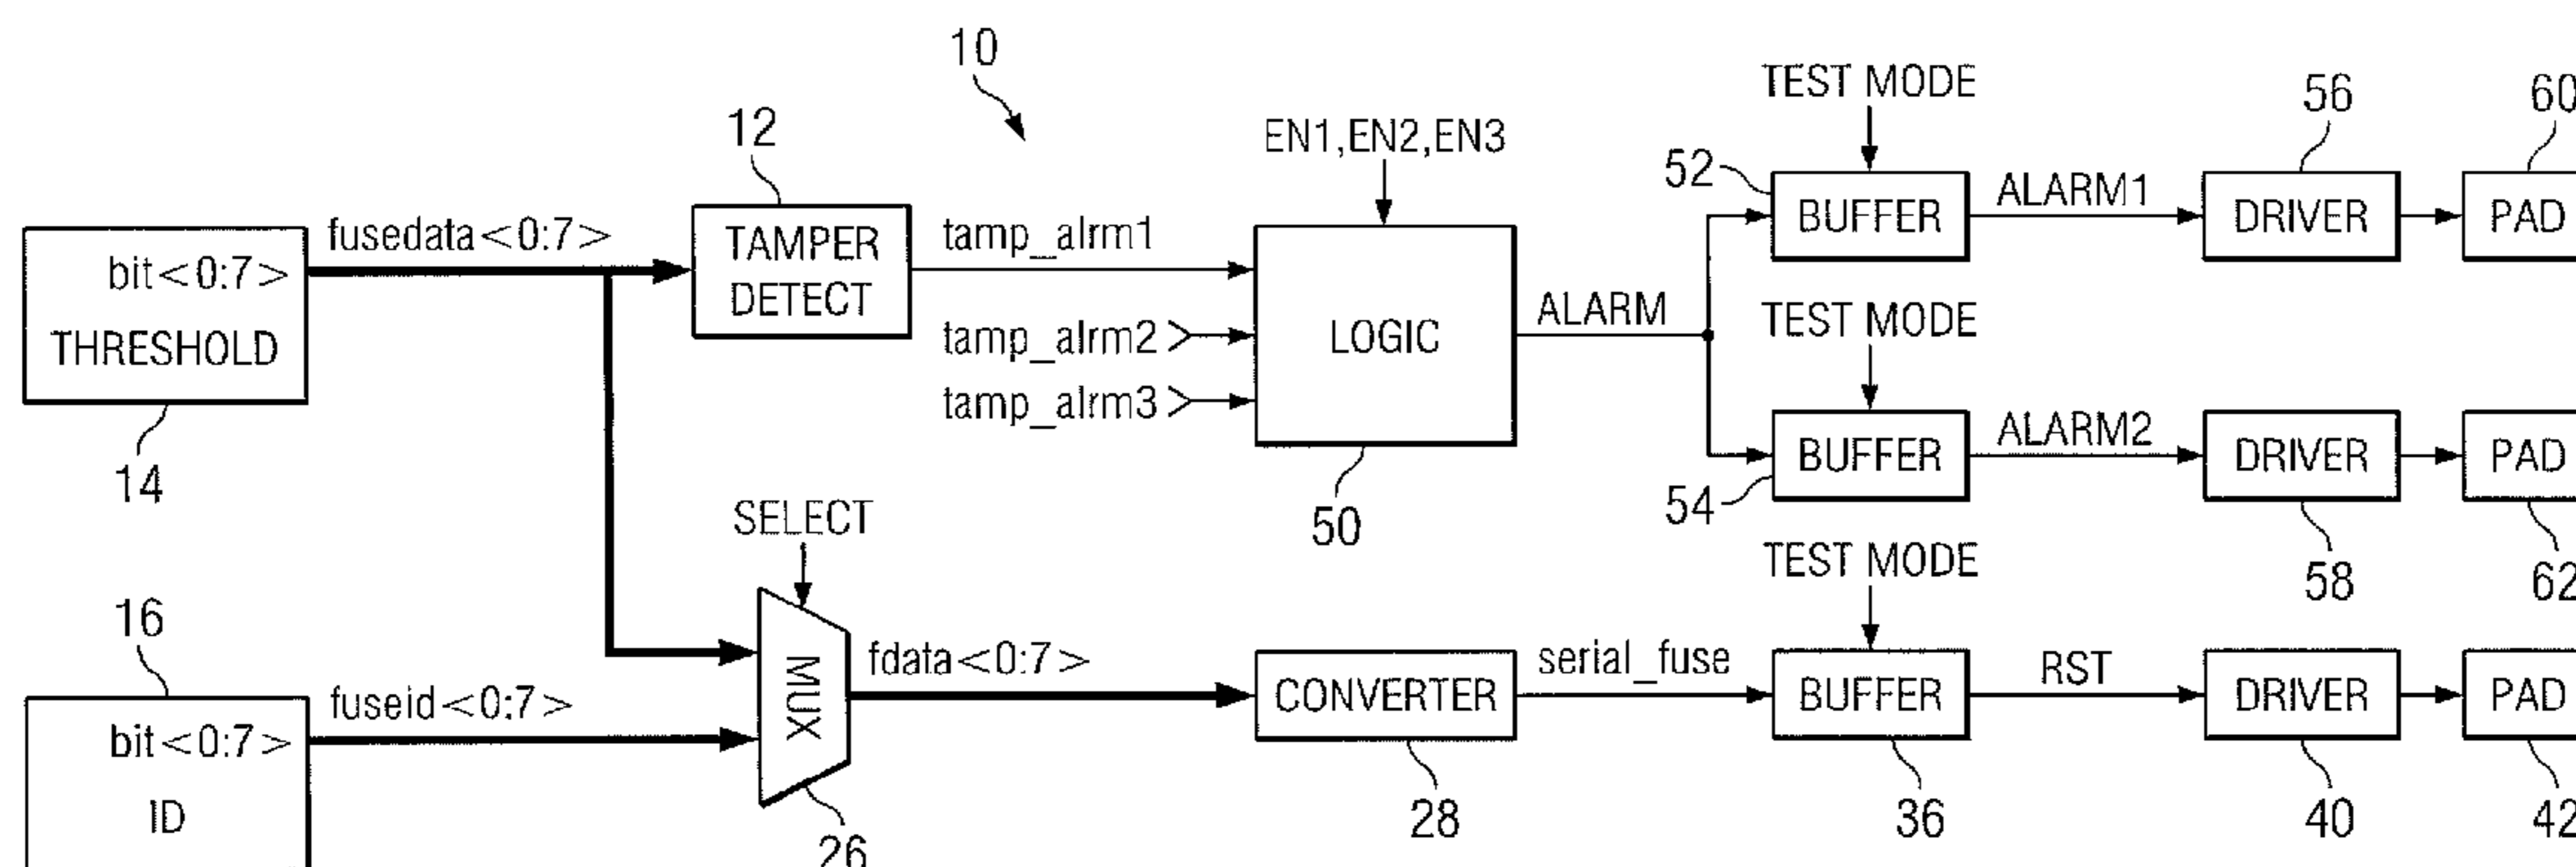 10
TEST MODE
56
60
12
EN1,EN2,EN3
52
BUFFER
ALARM1
DRIVER
PAD
fusedata<0:7>
bit<0:7>
THRESHOLD
14
TAMPER
DETECT
tamp_alrm1
tamp_alrm2
tamp_alrm3
LOGIC
50
ALARM
TEST MODE
BUFFER
54
ALARM2
DRIVER
58
PAD
62
SELECT
16
bit<0:7>
ID
fuseid<0:7>
MUX
26
fdata<0:7>
CONVERTER
28
serial_fuse
TEST MODE
BUFFER
36
RST
DRIVER
40
PAD
42